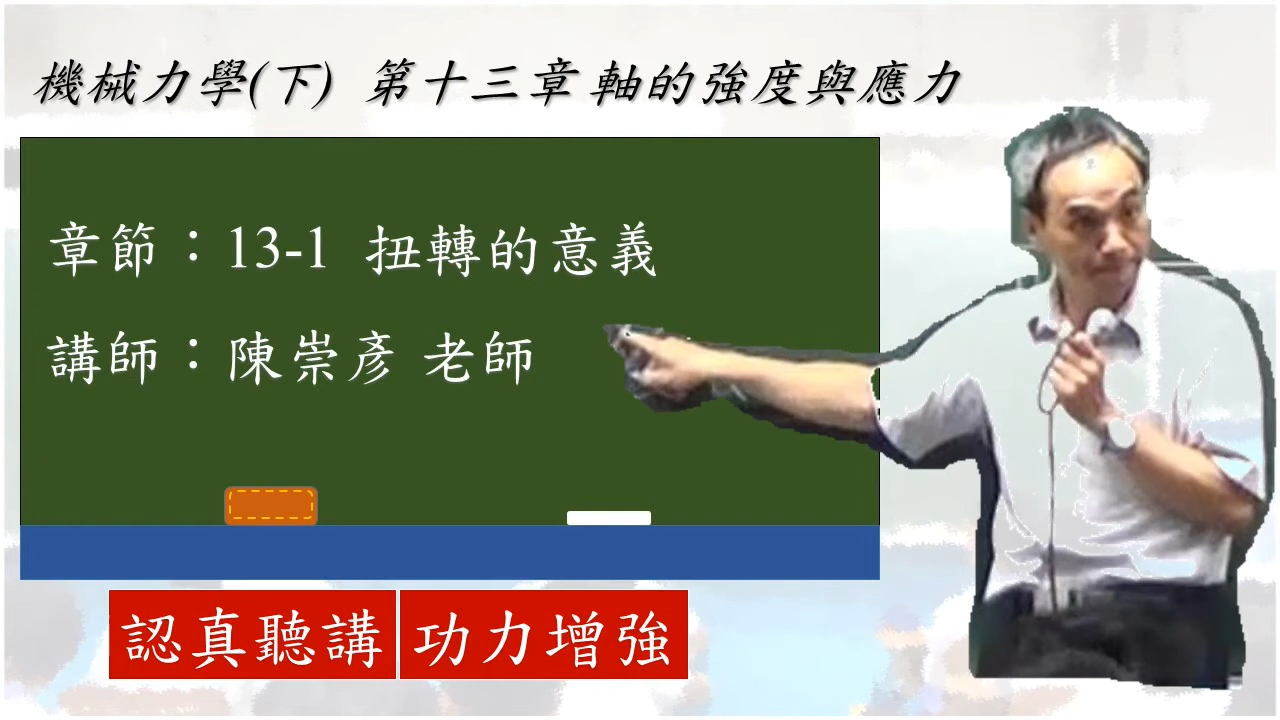 機械力學(下) 第十三章 軸的強度與應力
章節：13-1 扭轉的意義
講師：陳崇彥 老師
認真聽講 功力增強